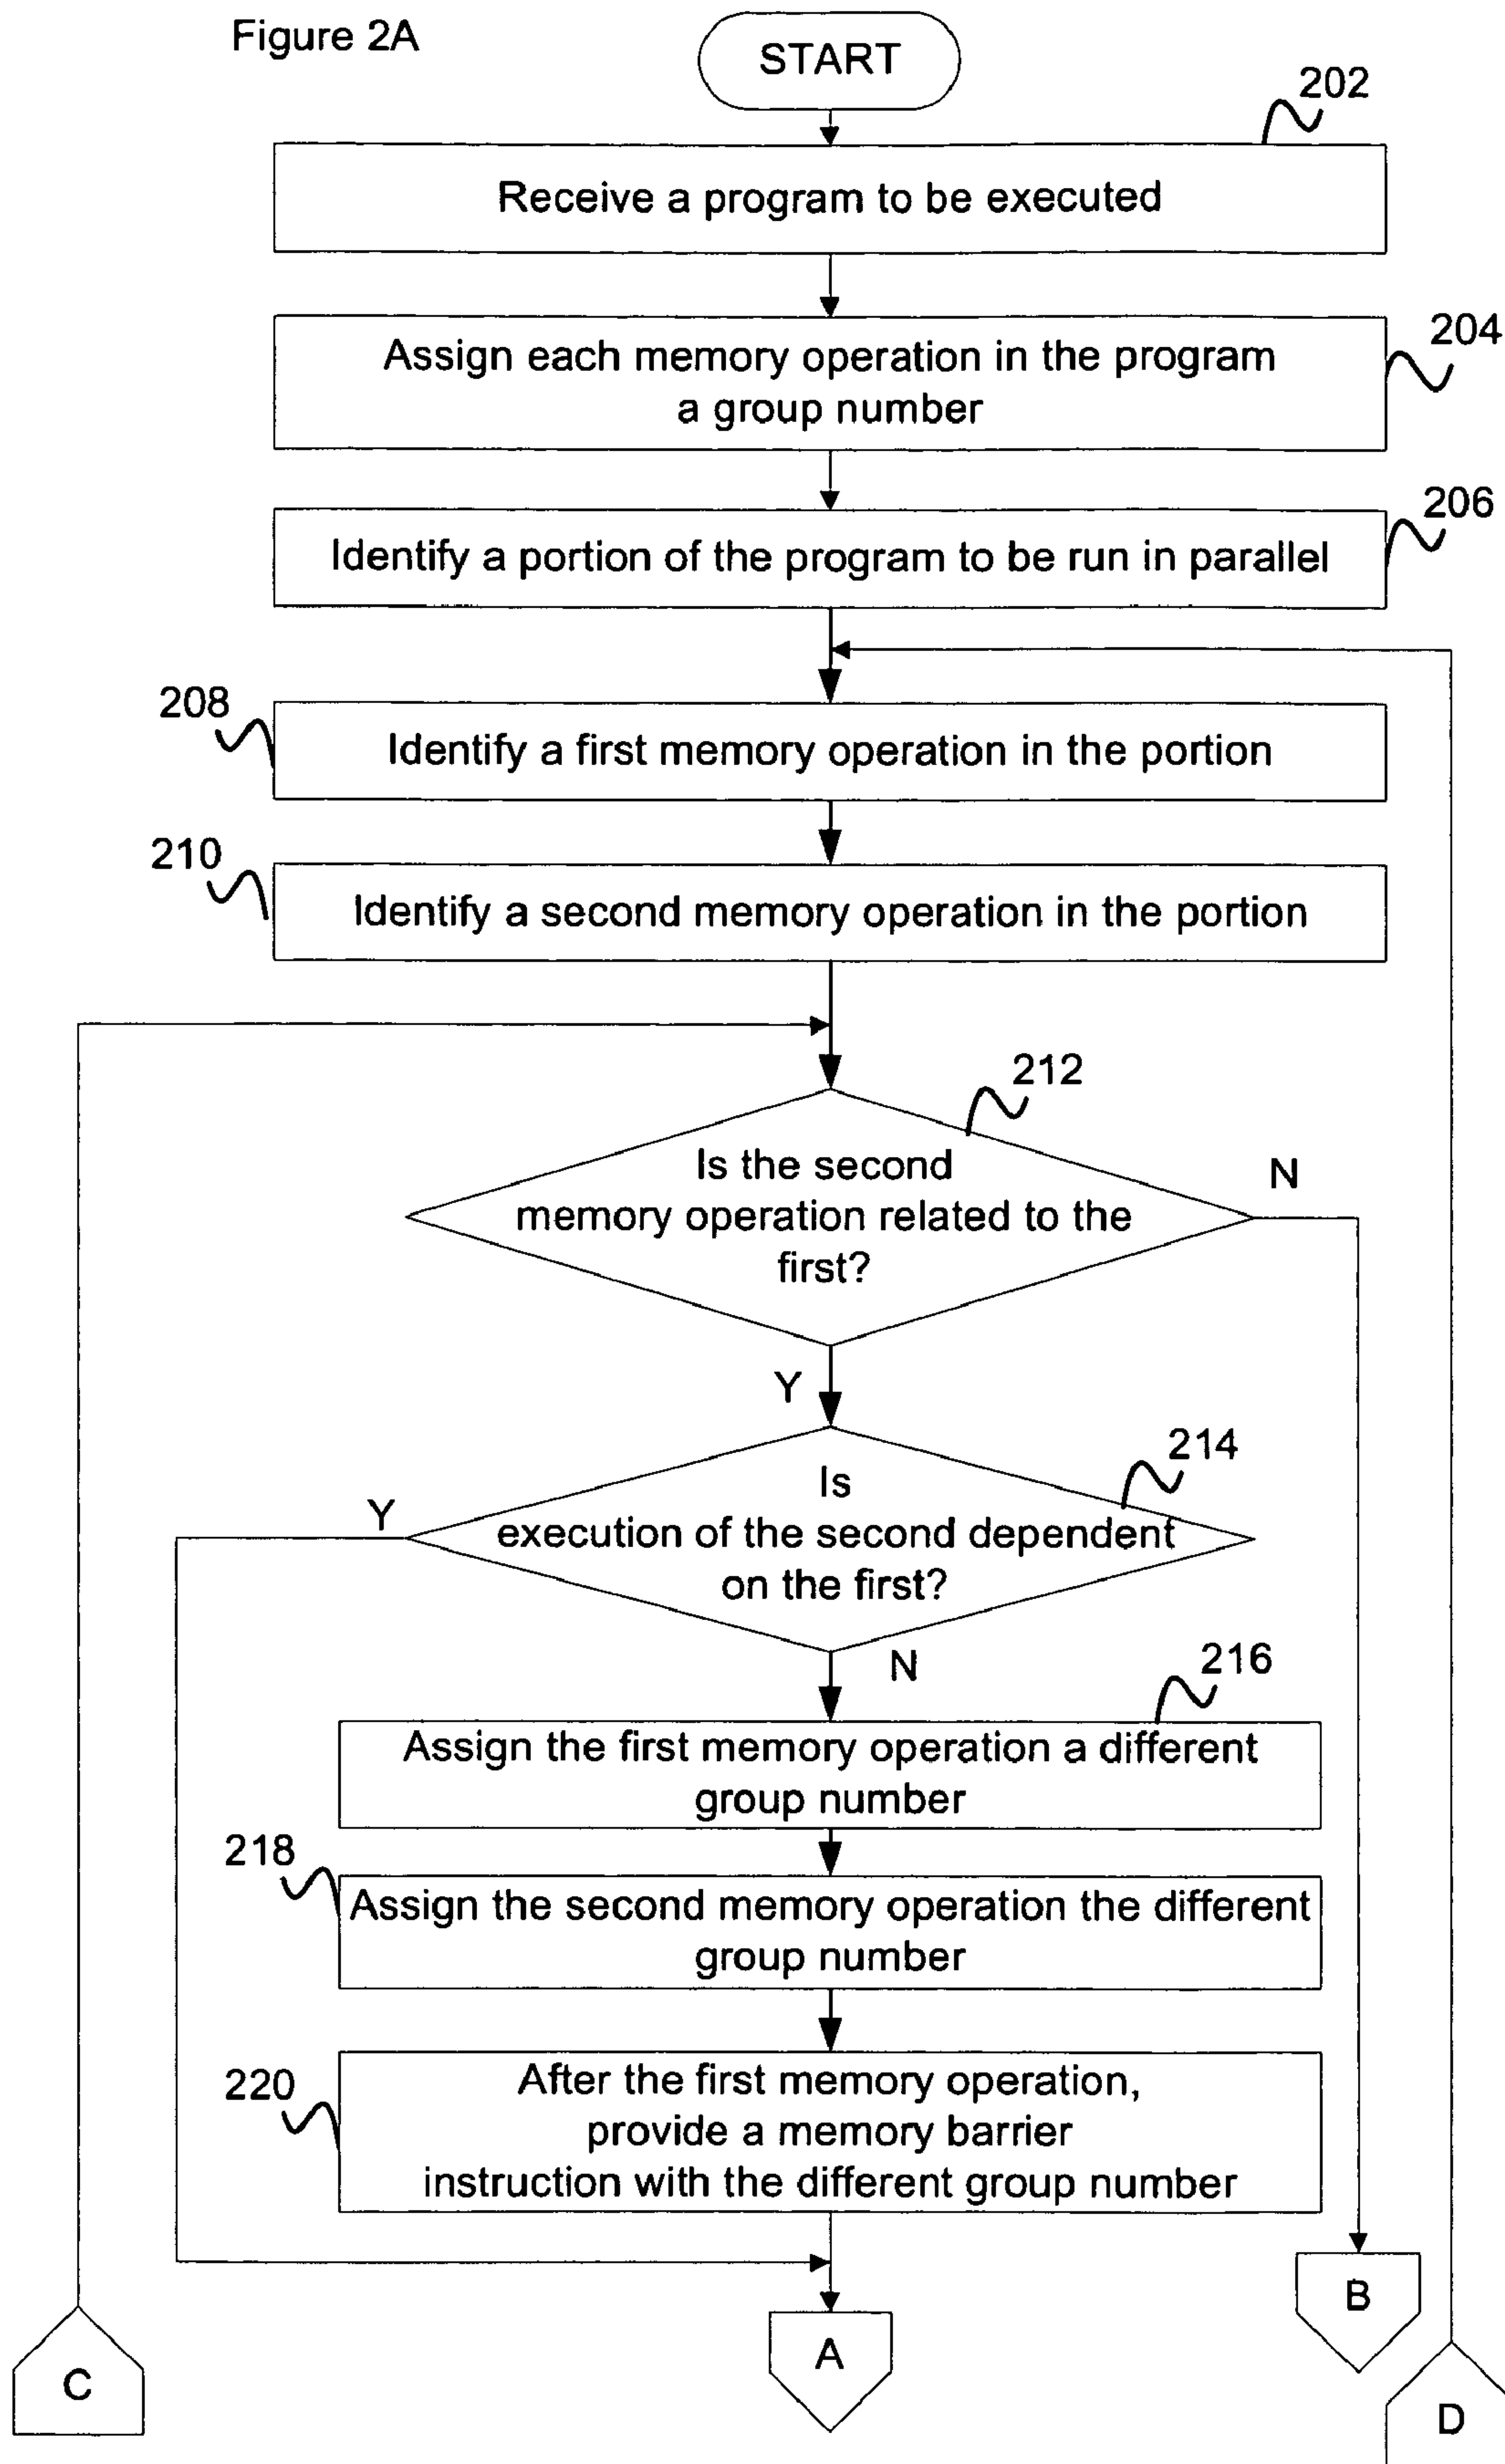 Figure 2A
START
202
Receive a program to be executed
204
Assign each memory operation in the program
a group number
206
Identify a portion of the program to be run in parallel
208
Identify a first memory operation in the portion
210
Identify a second memory operation in the portion
212
Is the second
memory operation related to the
first?
N
Y
214
Is
execution of the second dependent
on the first?
Y
N
216
Assign the first memory operation a different
group number
218
Assign the second memory operation the different
group number
220
After the first memory operation,
provide a memory barrier
instruction with the different group number
B
A
C
D